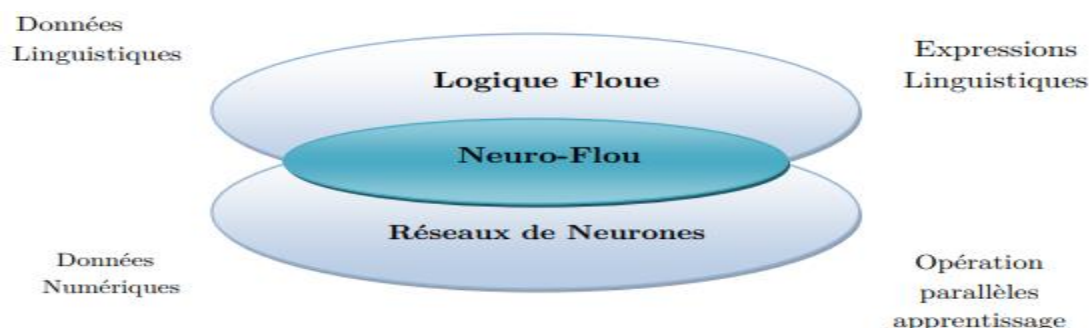 Données
Linguistiques
Logique Floue
Expressions
Linguistiques
Neuro-Flou
Réseaux de Neurones
Données
Numériques
Opération
parallèles
apprentissage